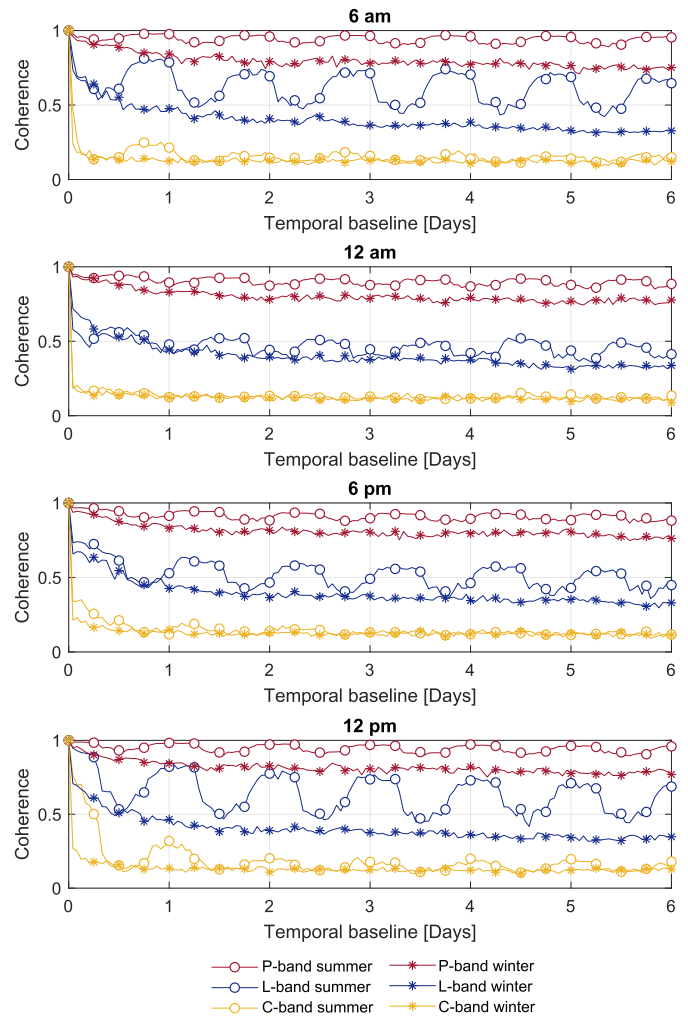 6 am
1
0.5
0
Coherence
0 1 2 3 4 5 6
Temporal baseline [Days]
12 am
1
0.5
0
Coherence
0 1 2 3 4 5 6
Temporal baseline [Days]
6 pm
1
0.5
0
Coherence
0 1 2 3 4 5 6
Temporal baseline [Days]
12 pm
1
0.5
0
Coherence
0 1 2 3 4 5 6
Temporal baseline [Days]
P-band summer P-band winter
L-band summer L-band winter
C-band summer C-band winter